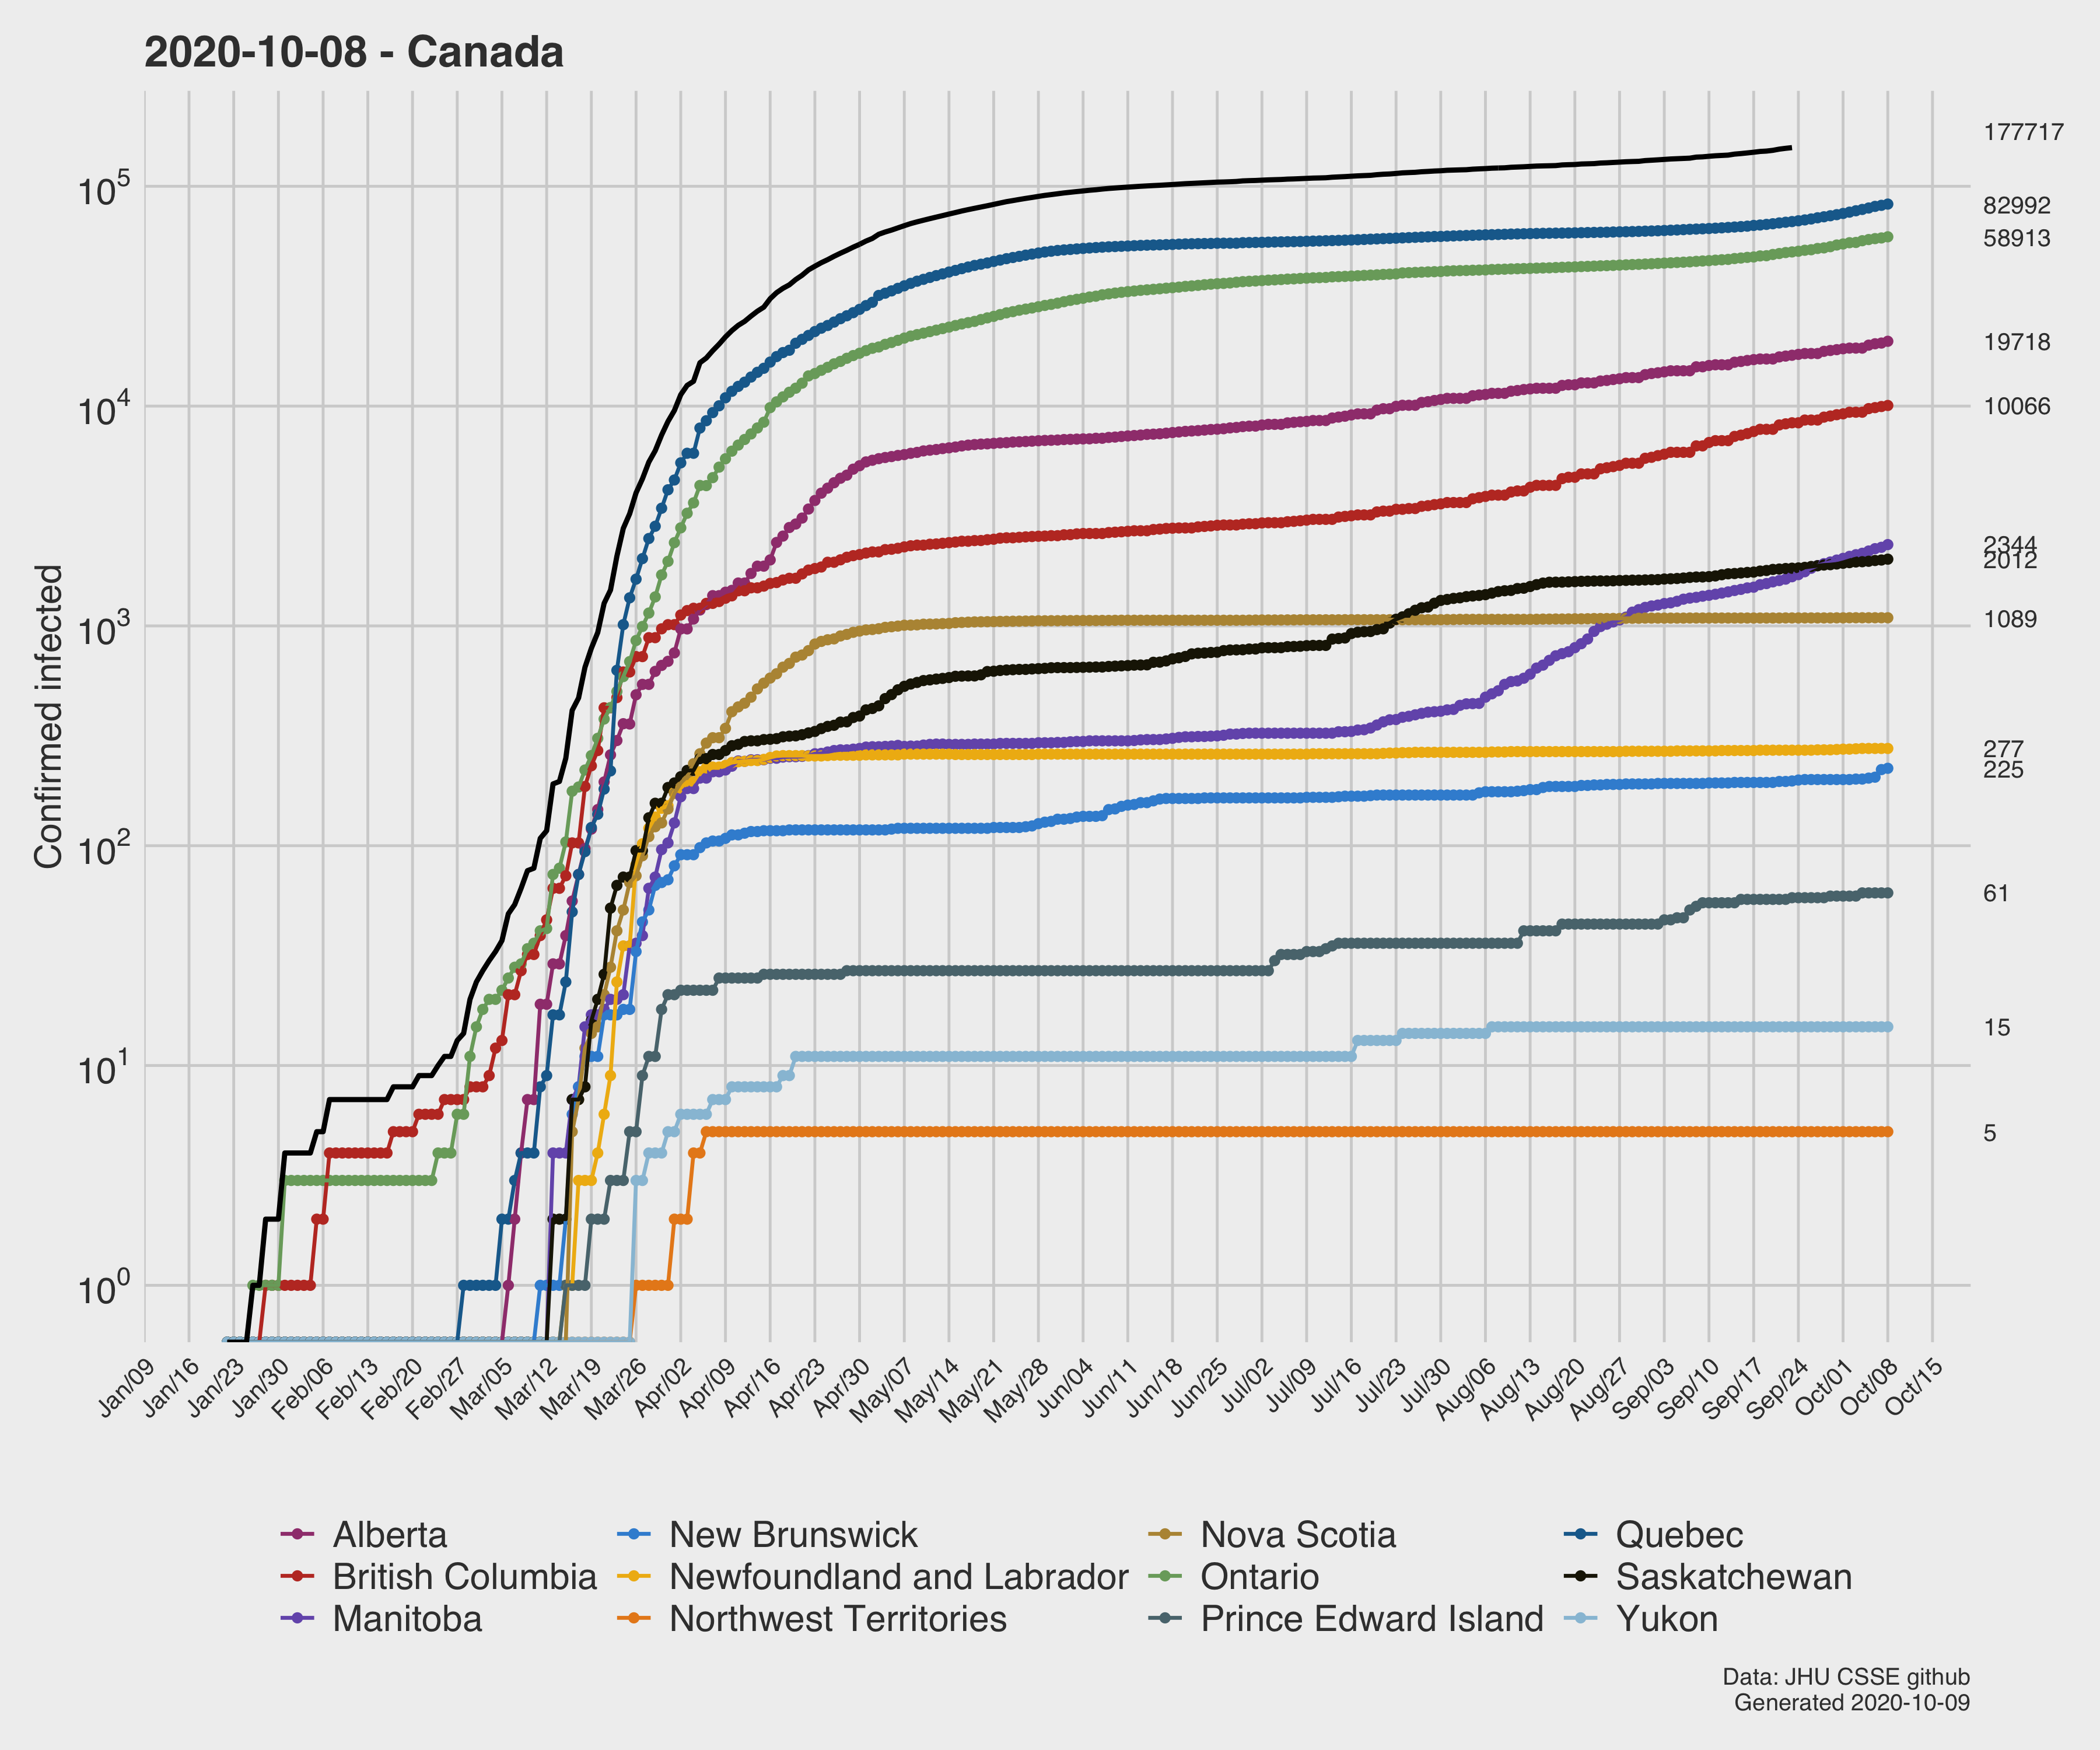 2020-10-08 - Canada
Confirmed infected
10^5
10^4
10^3
10^2
10^1
10^0
177717
82992
58913
19718
10066
2344
2012
1089
277
225
61
15
5
Jan/09 Jan/16 Jan/23 Jan/30 Feb/06 Feb/13 Feb/20 Feb/27 Mar/05 Mar/12 Mar/19 Mar/26 Apr/02 Apr/09 Apr/16 Apr/23 Apr/30 May/07 May/14 May/21 May/28 Jun/04 Jun/11 Jun/18 Jun/25 Jul/02 Jul/09 Jul/16 Jul/23 Jul/30 Aug/06 Aug/13 Aug/20 Aug/27 Sep/03 Sep/10 Sep/17 Sep/24 Oct/01 Oct/08 Oct/15
Alberta New Brunswick Nova Scotia Quebec
British Columbia Newfoundland and Labrador Ontario Saskatchewan
Manitoba Northwest Territories Prince Edward Island Yukon
Data: JHU CSSE github
Generated 2020-10-09